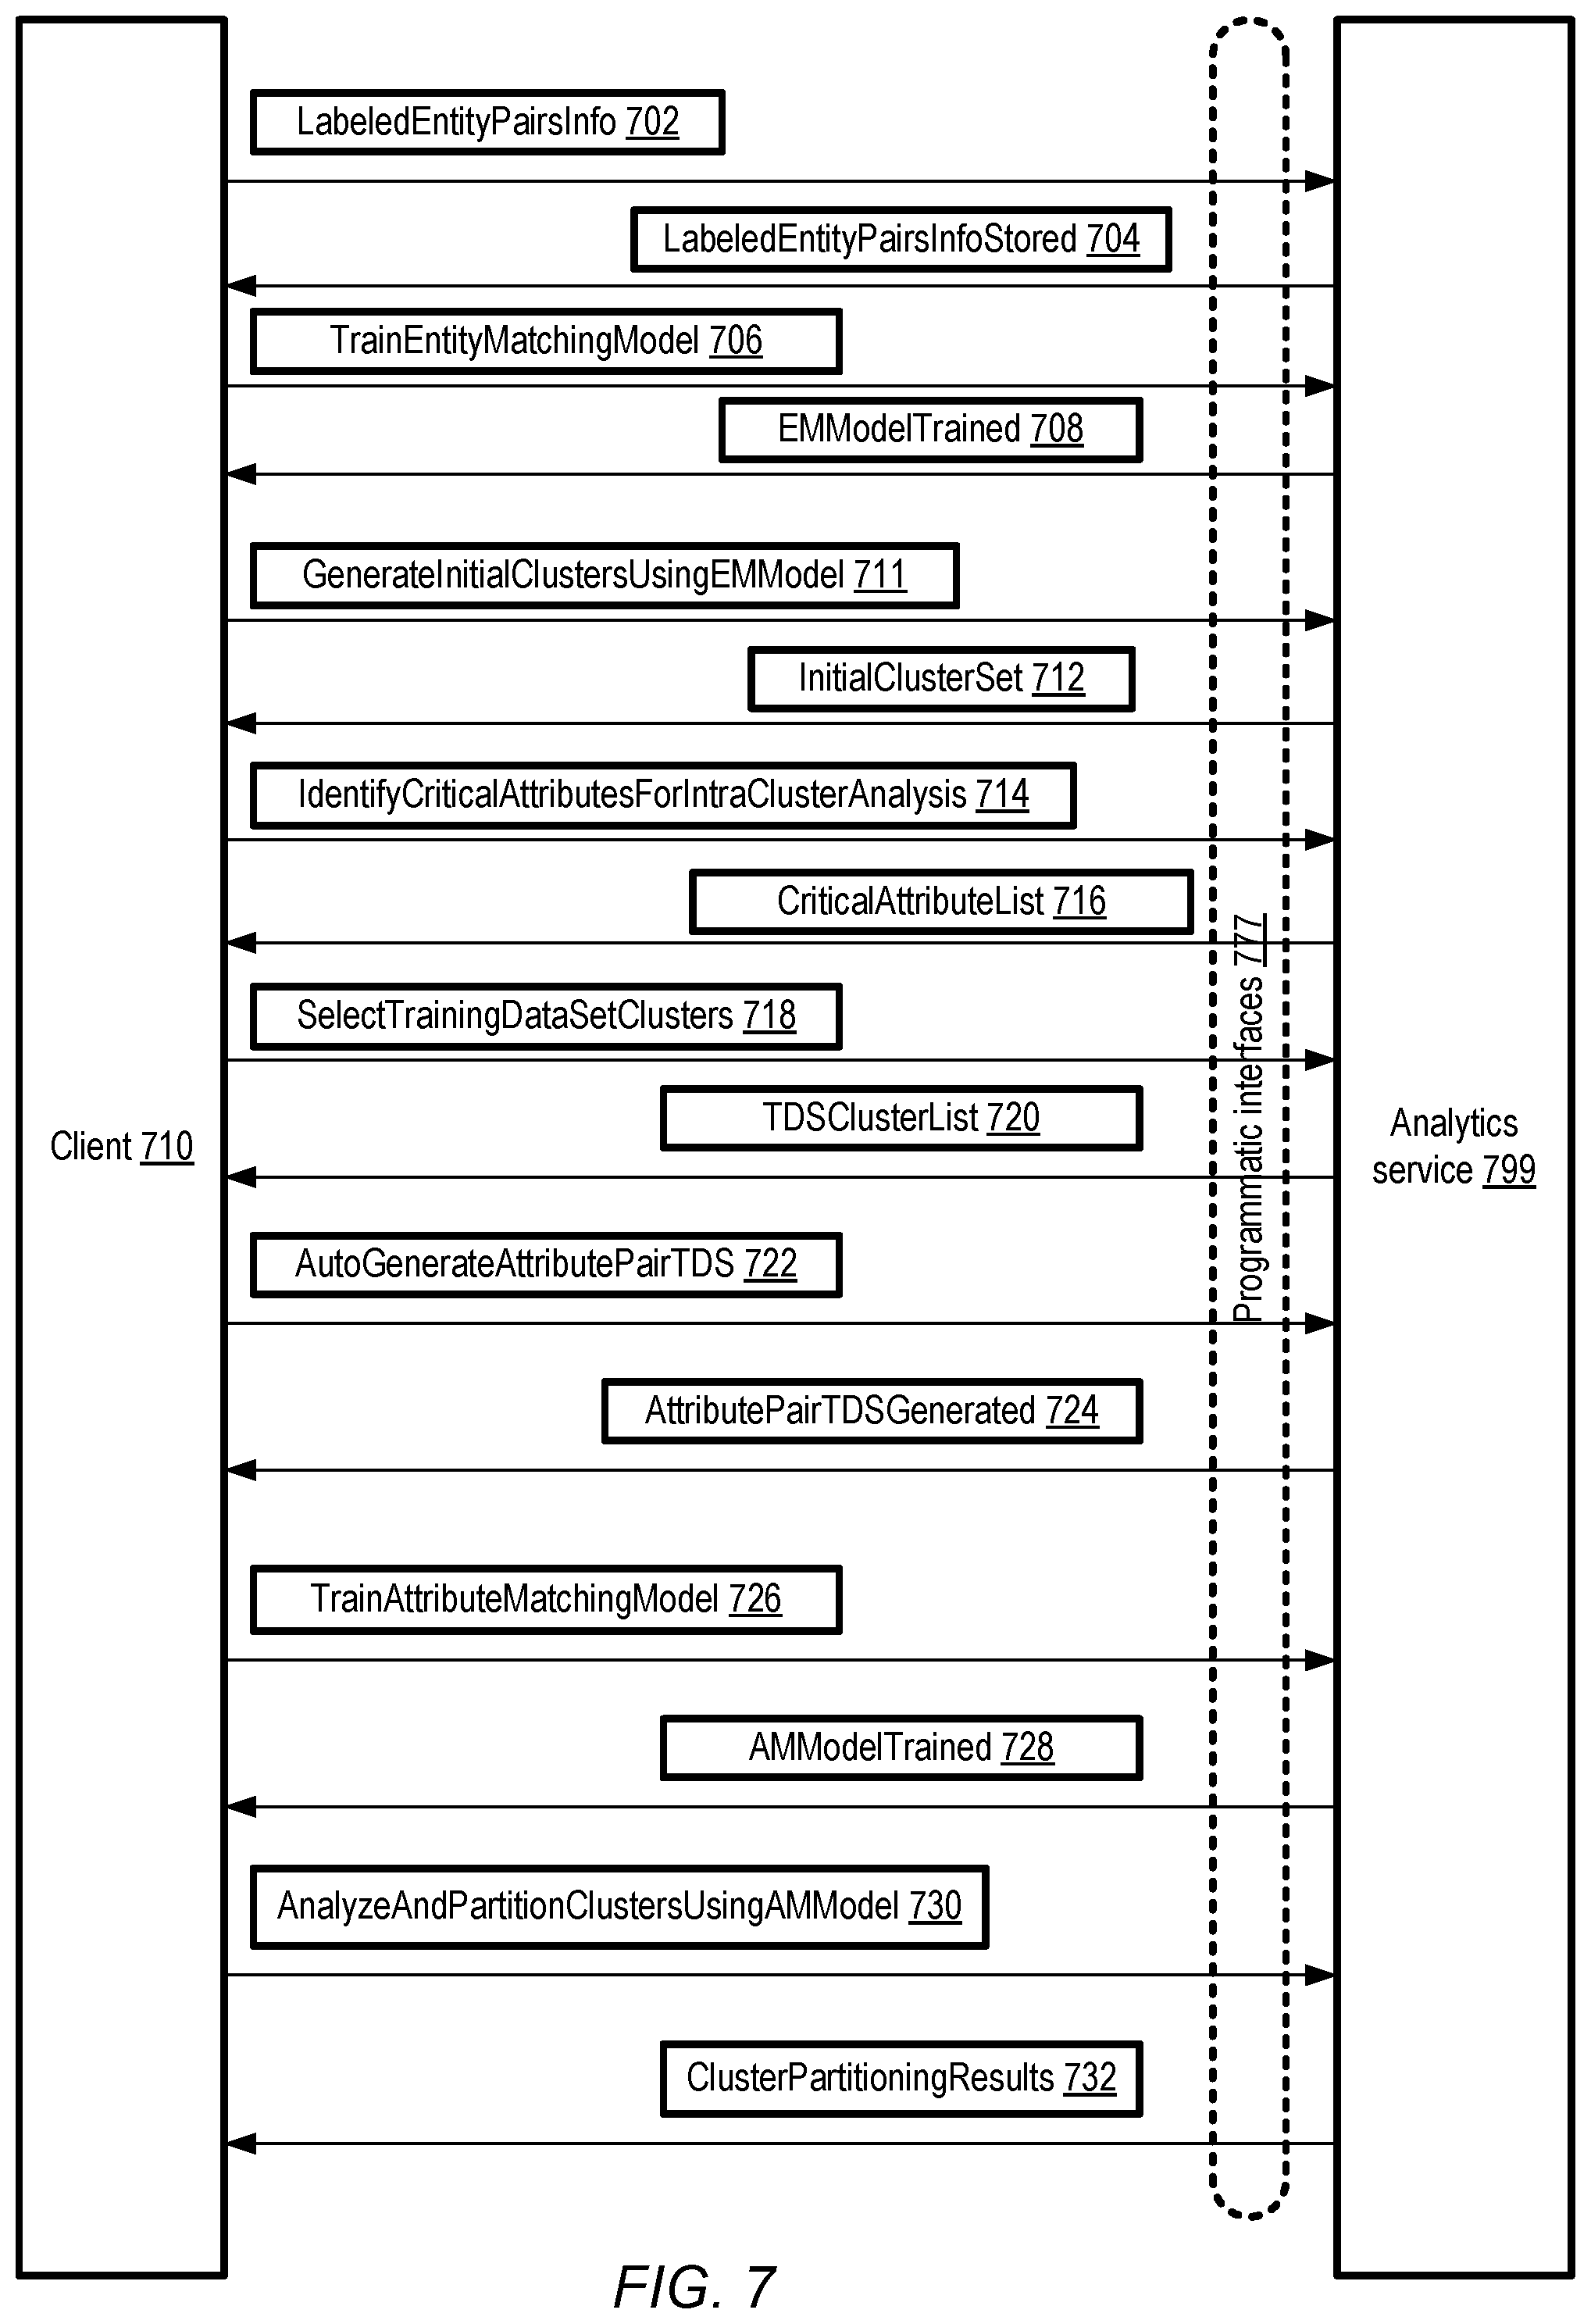 LabeledEntityPairsInfo 702
LabeledEntityPairsInfoStored 704
TrainEntityMatchingModel 706
EMModelTrained 708
GenerateInitialClustersUsingEMModel 711
InitialClusterSet 712
IdentifyCriticalAttributesForIntraClusterAnalysis 714
CriticalAttributeList 716
SelectTrainingDataSetClusters 718
TDSClusterList 720
Client 710
Programmatic interfaces 777
Analytics
service 799
AutoGenerateAttributePairTDS 722
AttributePairTDSGenerated 724
TrainAttributeMatchingModel 726
AMModelTrained 728
AnalyzeAndPartitionClustersUsingAMModel 730
ClusterPartitioningResults 732
FIG. 7